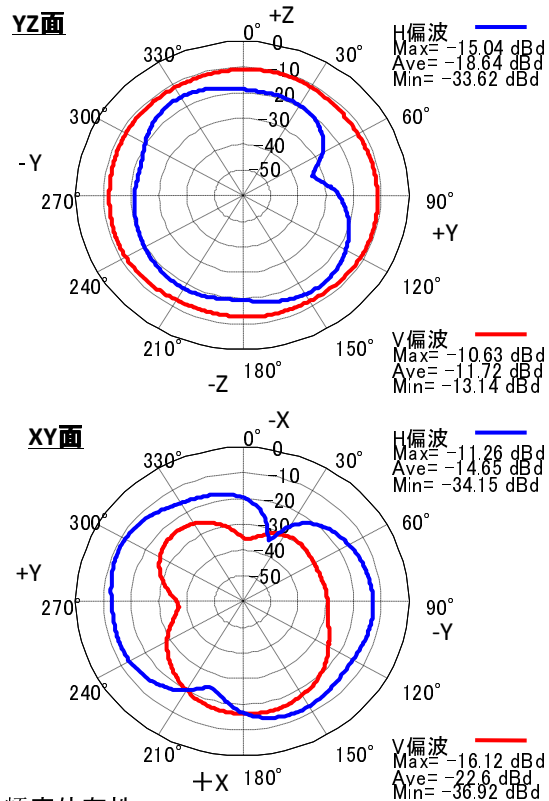 YZ面
+Z
0° 0
330° 30°
-10
-20
300° 60°
-30
-40
-50
-Y
270° 90°
+Y
240° 120°
210° 150°
180°
-Z
H偏波
Max= -15.04 dBd
Ave= -18.64 dBd
Min= -33.62 dBd
V偏波
Max= -10.63 dBd
Ave= -11.72 dBd
Min= -13.14 dBd
XY面
-X
0° 0
330° 30°
-10
-20
300° 60°
-30
-40
-50
+Y
270° 90°
-Y
240° 120°
210° 150°
180°
+X
H偏波
Max= -11.26 dBd
Ave= -14.65 dBd
Min= -34.15 dBd
V偏波
Max= -16.12 dBd
Ave= -22.6 dBd
Min= -36.92 dBd